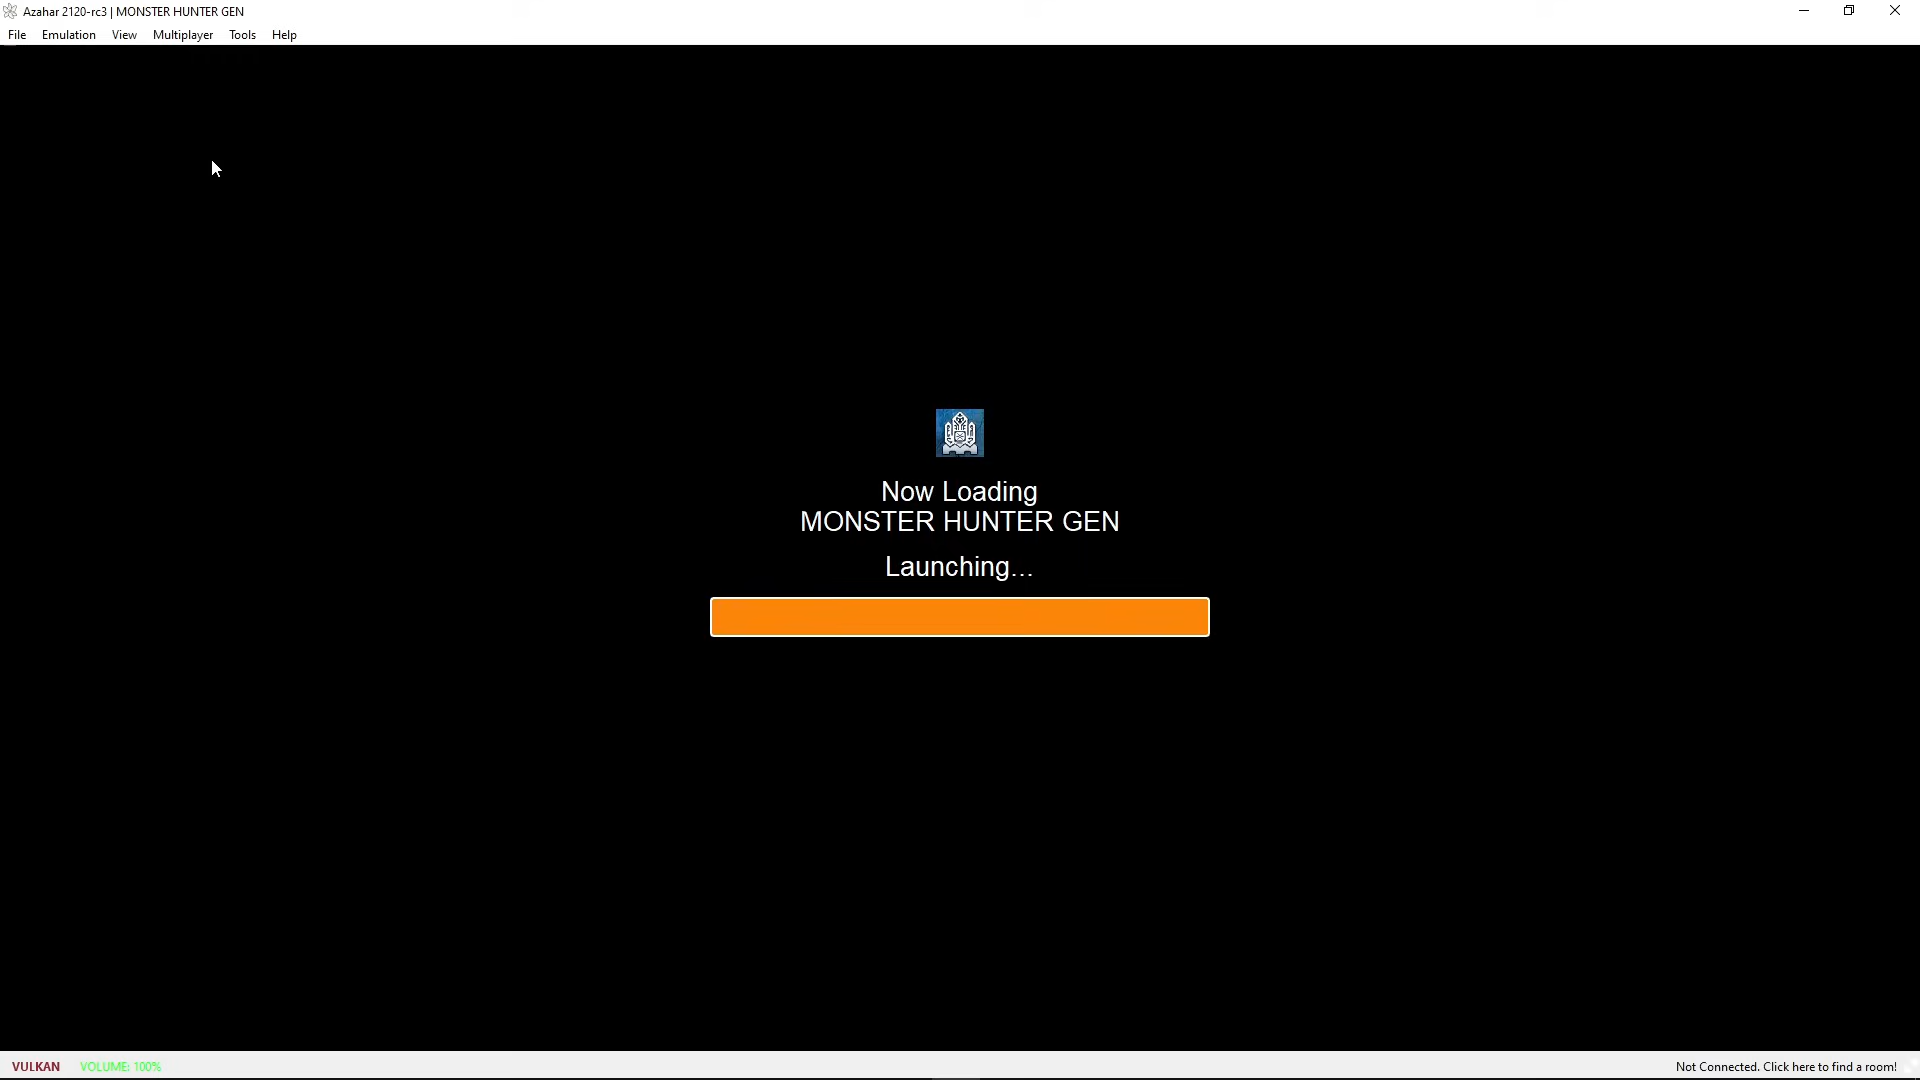 Azahar 2120-rc3 | MONSTER HUNTER GEN
File Emulation View Multiplayer Tools Help
Now Loading
MONSTER HUNTER GEN
Launching...
VULKAN VOLUME: 100% Not Connected. Click here to find a room!